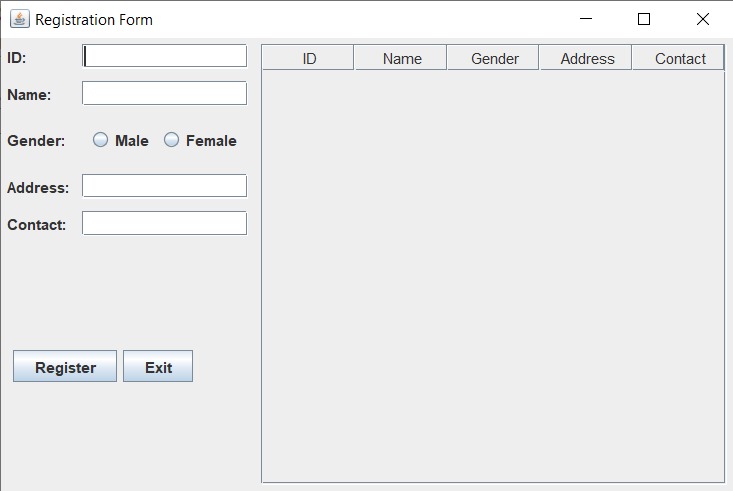 Registration Form
ID:
Name:
Gender: Male Female
Address:
Contact:
Register Exit
ID Name Gender Address Contact